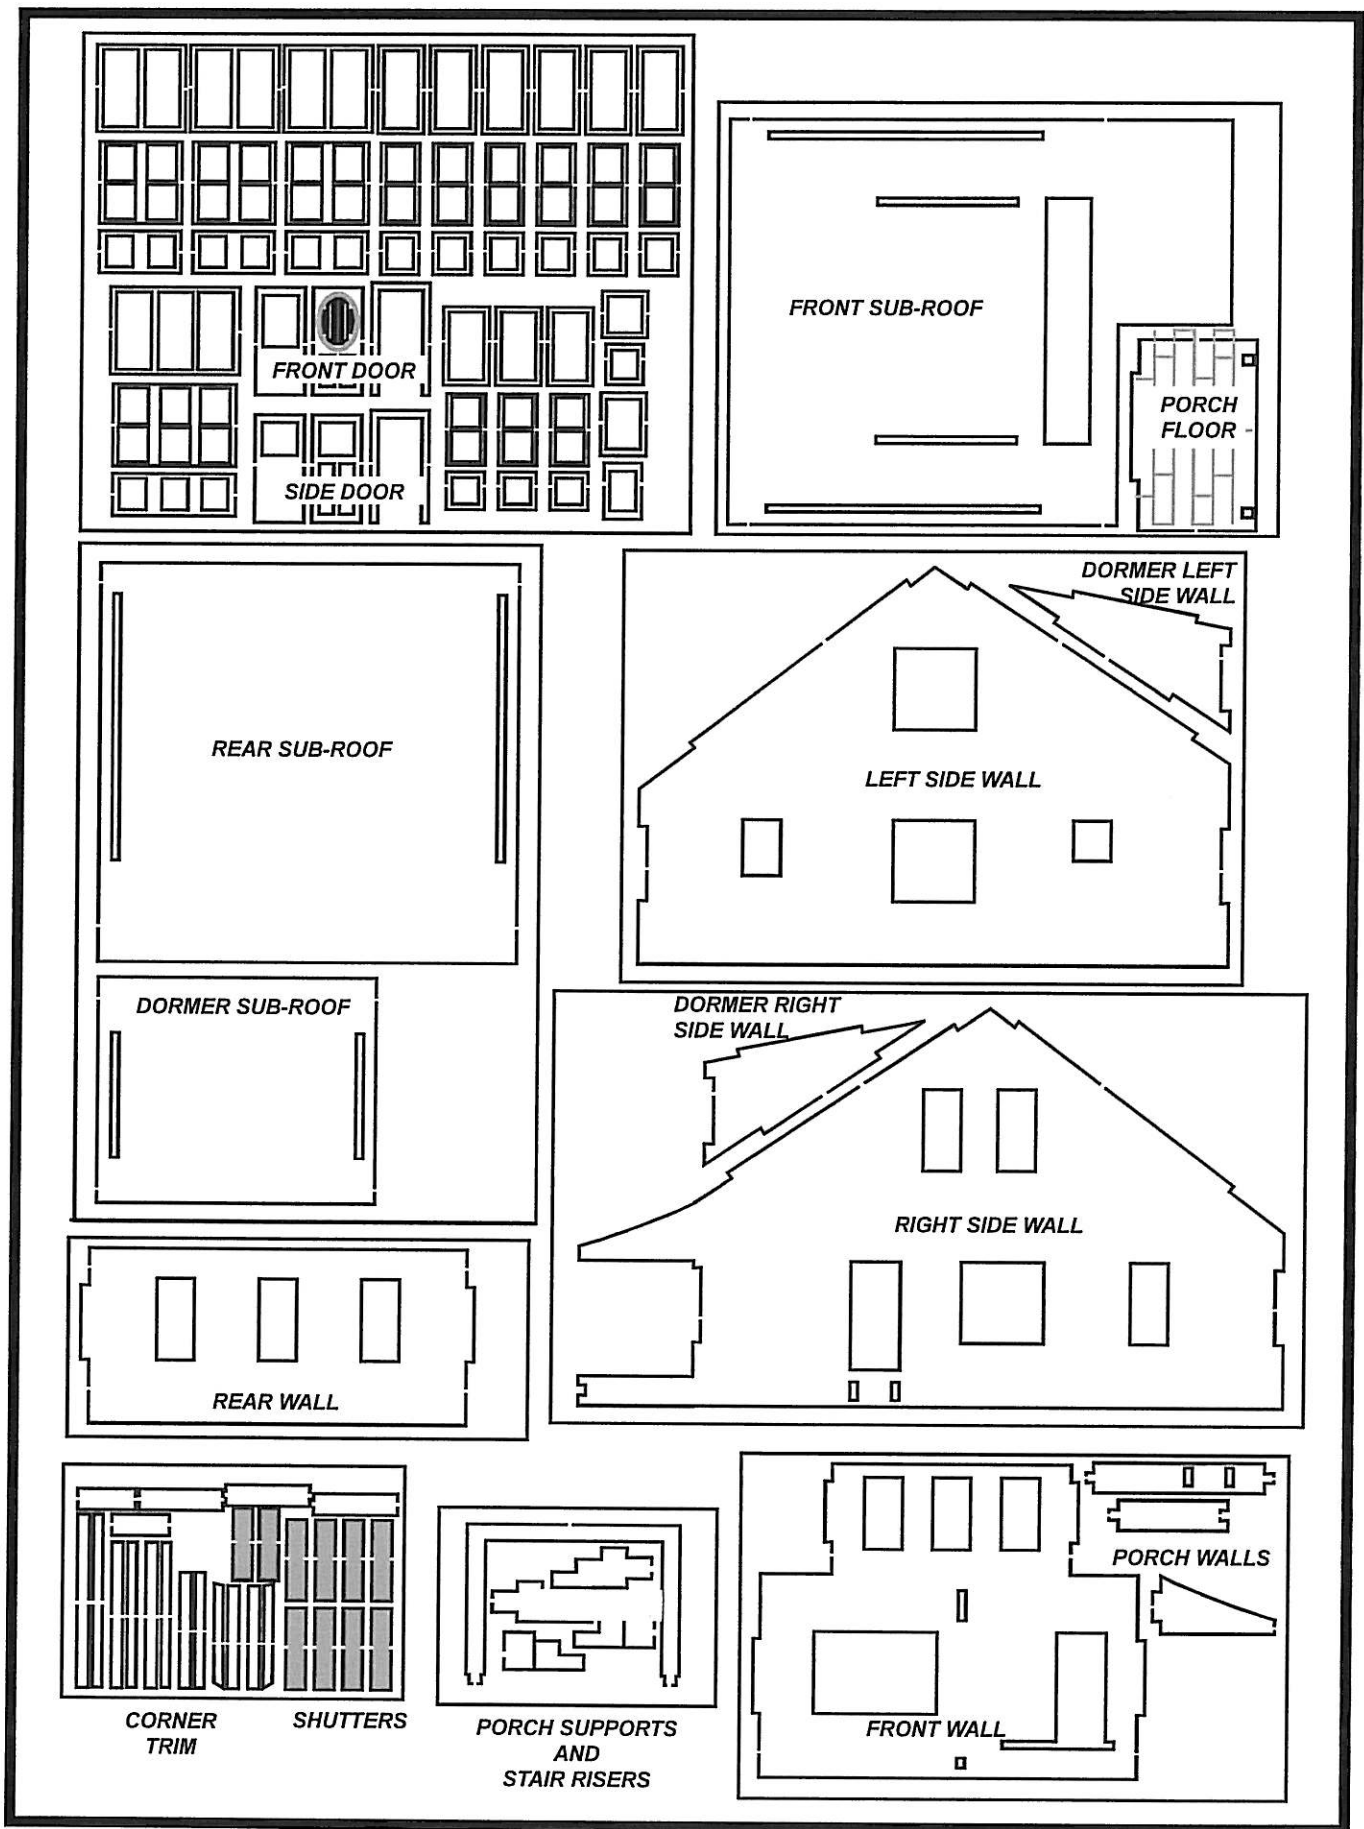 FRONT DOOR
SIDE DOOR
FRONT SUB-ROOF
PORCH
FLOOR
REAR SUB-ROOF
DORMER LEFT
SIDE WALL
LEFT SIDE WALL
DORMER SUB-ROOF
DORMER RIGHT
SIDE WALL
RIGHT SIDE WALL
REAR WALL
CORNER
TRIM
SHUTTERS
PORCH SUPPORTS
AND
STAIR RISERS
PORCH WALLS
FRONT WALL